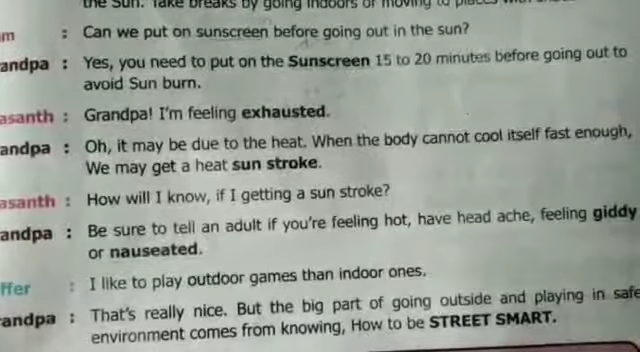 the Sun. Take breaks by going indoors or moving to places with
m : Can we put on sunscreen before going out in the sun?
andpa : Yes, you need to put on the Sunscreen 15 to 20 minutes before going out to
avoid Sun burn.
asanth : Grandpa! I'm feeling exhausted.
andpa : Oh, it may be due to the heat. When the body cannot cool itself fast enough,
We may get a heat sun stroke.
asanth : How will I know, if I getting a sun stroke?
andpa : Be sure to tell an adult if you're feeling hot, have head ache, feeling giddy
or nauseated.
ffer : I like to play outdoor games than indoor ones.
randpa : That's really nice. But the big part of going outside and playing in safe
environment comes from knowing, How to be STREET SMART.